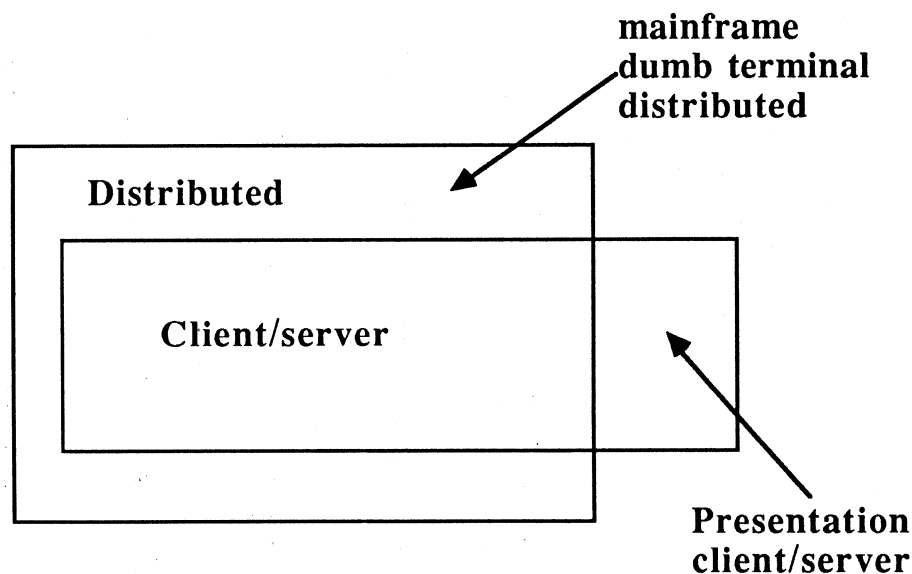 mainframe
dumb terminal
distributed
Distributed
Client/server
Presentation
client/server